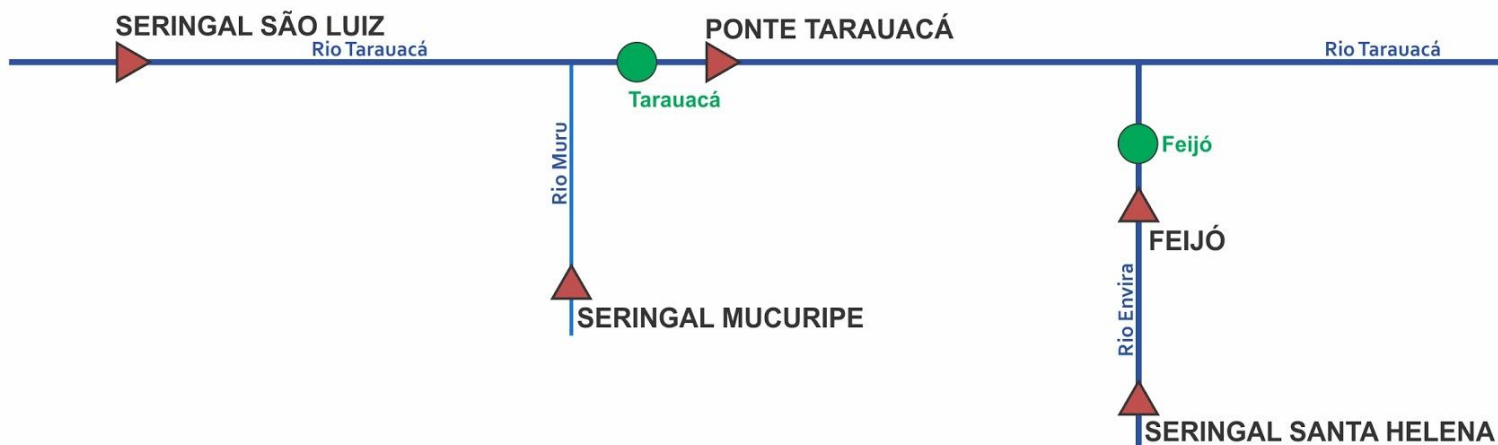 SERINGAL SÃO LUIZ
Rio Tarauacá
PONTE TARAUACÁ
Rio Tarauacá
Tarauacá
Rio Muru
Feijó
FEIJÓ
Rio Envira
SERINGAL MUCURIPE
SERINGAL SANTA HELENA